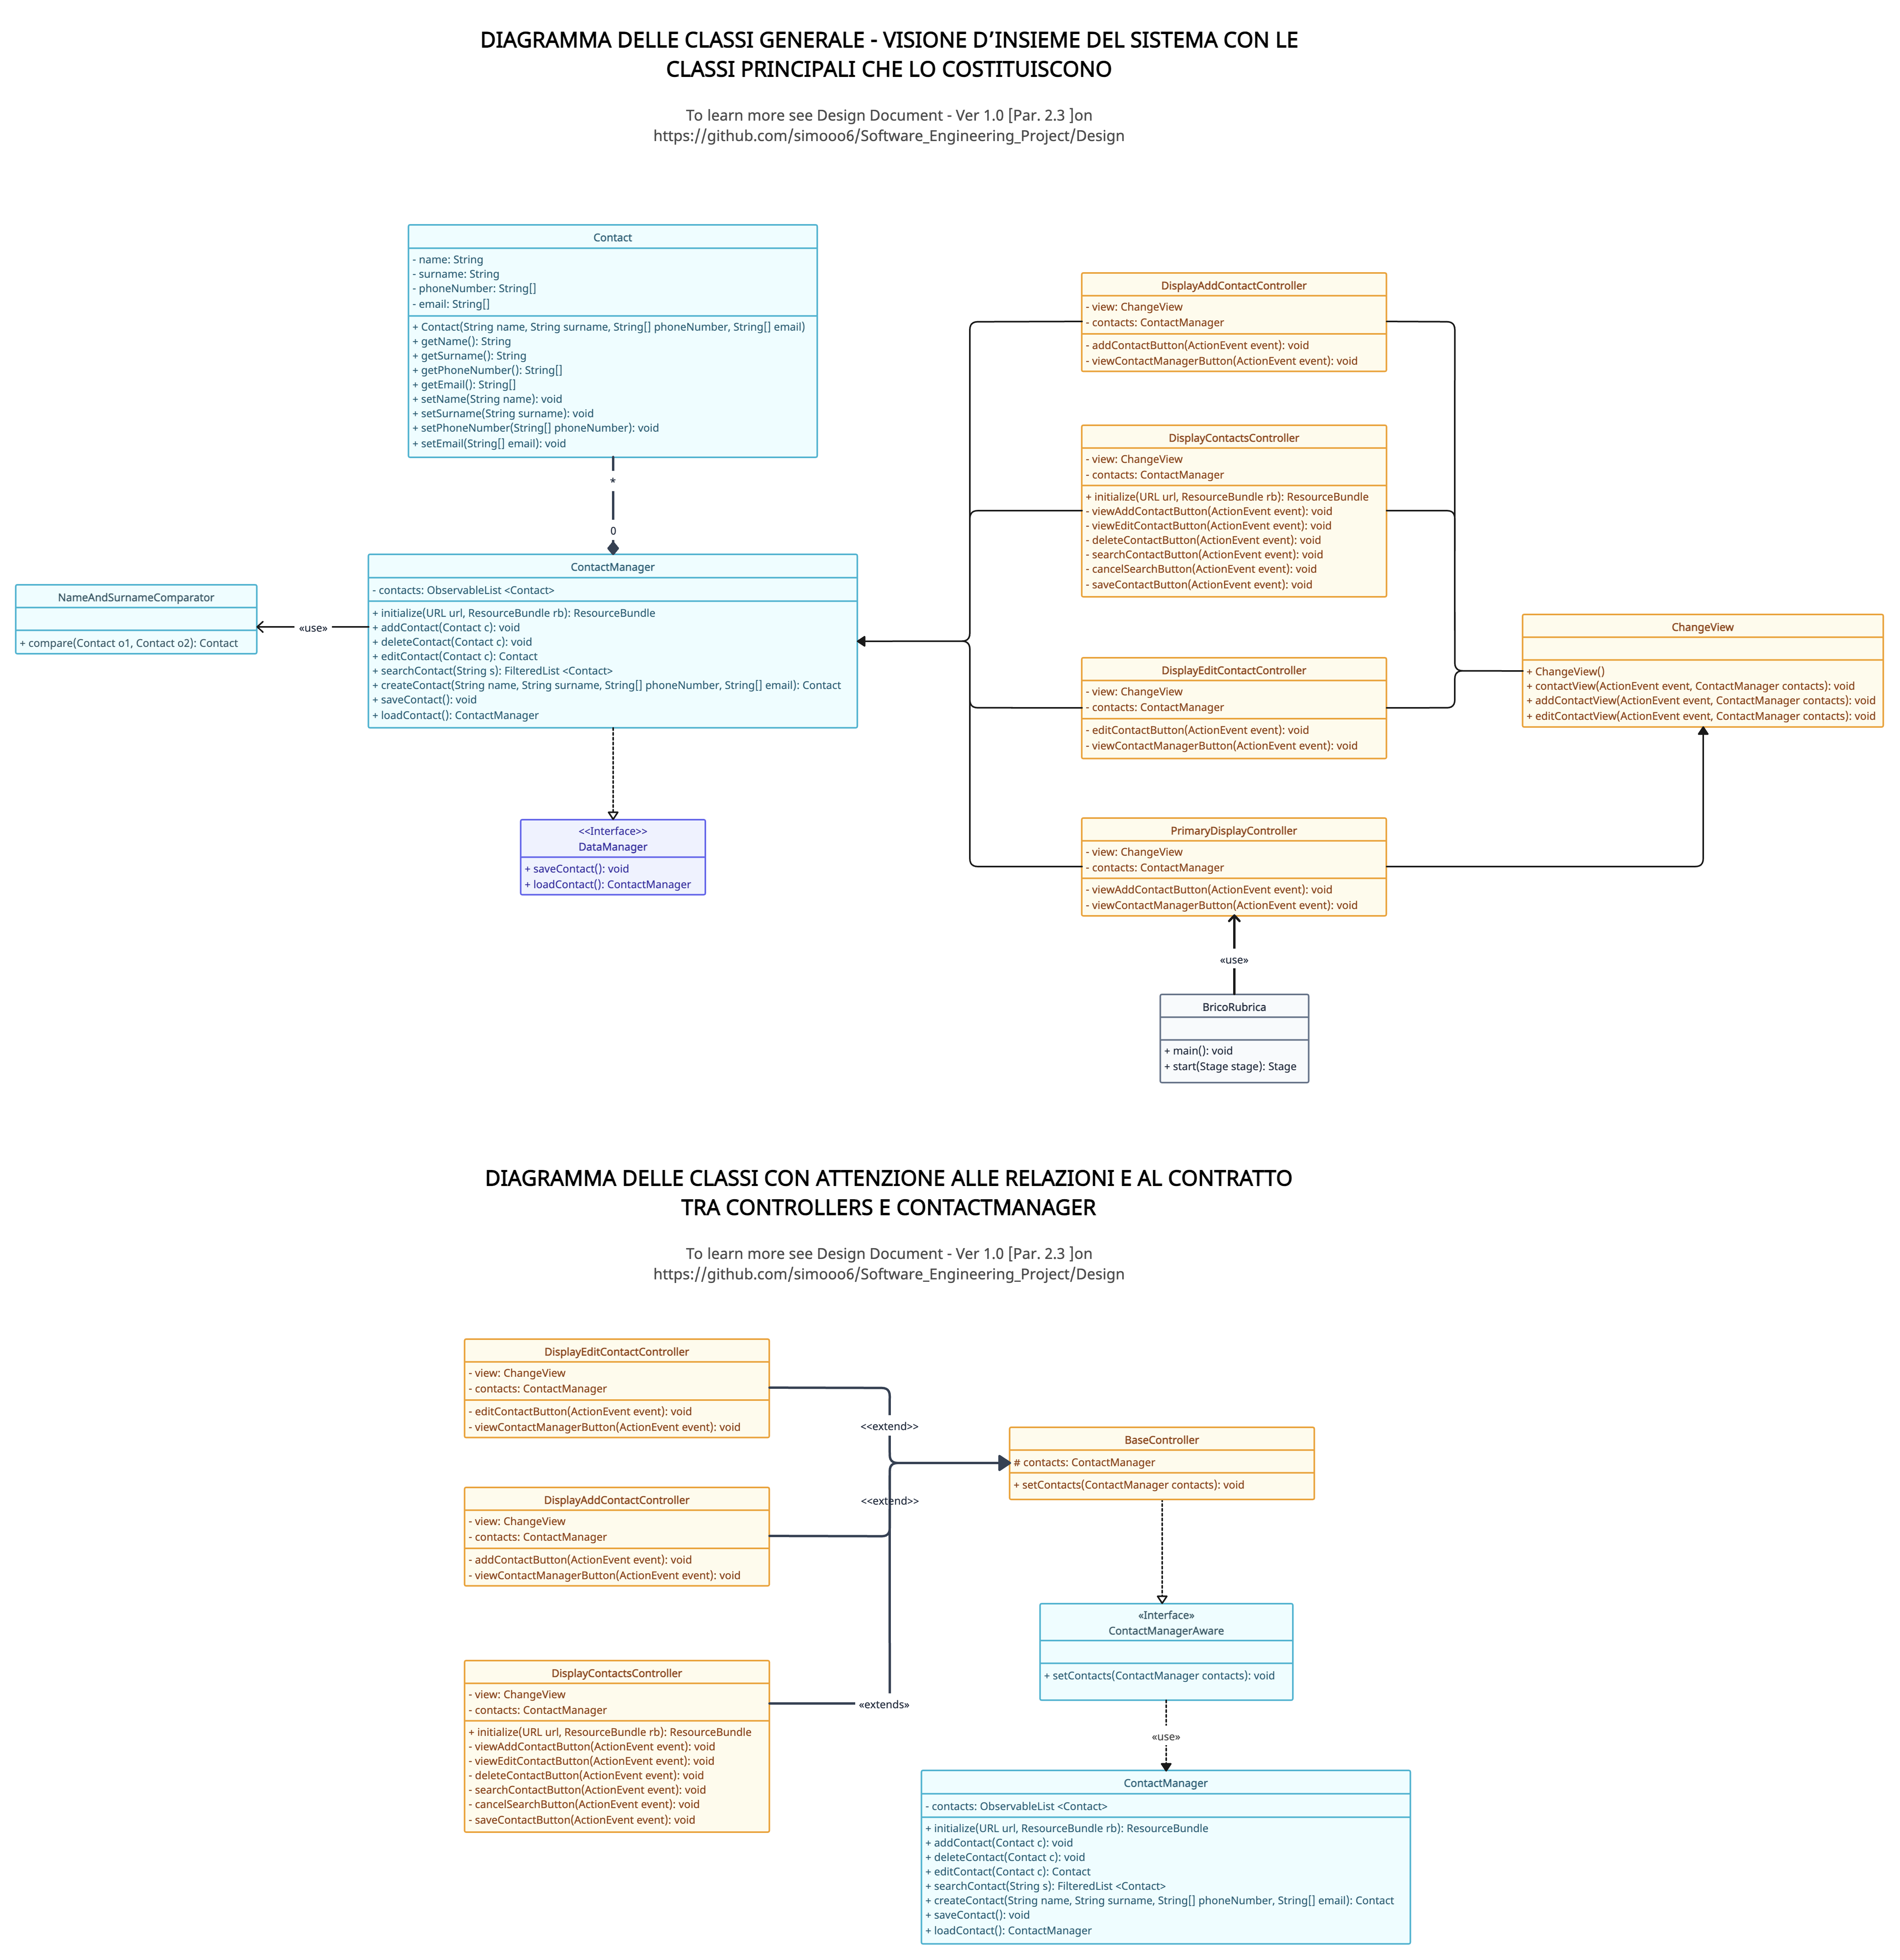 DIAGRAMMA DELLE CLASSI GENERALE - VISIONE D’INSIEME DEL SISTEMA CON LE
CLASSI PRINCIPALI CHE LO COSTITUISCONO
To learn more see Design Document - Ver 1.0 [Par. 2.3 ]on
https://github.com/simooo6/Software_Engineering_Project/Design
Contact
- name: String
- surname: String
- phoneNumber: String[]
- email: String[]
+ Contact(String name, String surname, String[] phoneNumber, String[] email)
+ getName(): String
+ getSurname(): String
+ getPhoneNumber(): String[]
+ getEmail(): String[]
+ setName(String name): void
+ setSurname(String surname): void
+ setPhoneNumber(String[] phoneNumber): void
+ setEmail(String[] email): void
*
0
ContactManager
- contacts: ObservableList <Contact>
+ initialize(URL url, ResourceBundle rb): ResourceBundle
+ addContact(Contact c): void
+ deleteContact(Contact c): void
+ editContact(Contact c): Contact
+ searchContact(String s): FilteredList <Contact>
+ createContact(String name, String surname, String[] phoneNumber, String[] email): Contact
+ saveContact(): void
+ loadContact(): ContactManager
NameAndSurnameComparator
+ compare(Contact o1, Contact o2): Contact
«use»
<<Interface>>
DataManager
+ saveContact(): void
+ loadContact(): ContactManager
DisplayAddContactController
- view: ChangeView
- contacts: ContactManager
- addContactButton(ActionEvent event): void
- viewContactManagerButton(ActionEvent event): void
DisplayContactsController
- view: ChangeView
- contacts: ContactManager
+ initialize(URL url, ResourceBundle rb): ResourceBundle
- viewAddContactButton(ActionEvent event): void
- viewEditContactButton(ActionEvent event): void
- deleteContactButton(ActionEvent event): void
- searchContactButton(ActionEvent event): void
- cancelSearchButton(ActionEvent event): void
- saveContactButton(ActionEvent event): void
DisplayEditContactController
- view: ChangeView
- contacts: ContactManager
- editContactButton(ActionEvent event): void
- viewContactManagerButton(ActionEvent event): void
PrimaryDisplayController
- view: ChangeView
- contacts: ContactManager
- viewAddContactButton(ActionEvent event): void
- viewContactManagerButton(ActionEvent event): void
ChangeView
+ ChangeView()
+ contactView(ActionEvent event, ContactManager contacts): void
+ addContactView(ActionEvent event, ContactManager contacts): void
+ editContactView(ActionEvent event, ContactManager contacts): void
«use»
BricoRubrica
+ main(): void
+ start(Stage stage): Stage
DIAGRAMMA DELLE CLASSI CON ATTENZIONE ALLE RELAZIONI E AL CONTRATTO
TRA CONTROLLERS E CONTACTMANAGER
To learn more see Design Document - Ver 1.0 [Par. 2.3 ]on
https://github.com/simooo6/Software_Engineering_Project/Design
DisplayEditContactController
- view: ChangeView
- contacts: ContactManager
- editContactButton(ActionEvent event): void
- viewContactManagerButton(ActionEvent event): void
<<extend>>
DisplayAddContactController
- view: ChangeView
- contacts: ContactManager
- addContactButton(ActionEvent event): void
- viewContactManagerButton(ActionEvent event): void
<<extend>>
DisplayContactsController
- view: ChangeView
- contacts: ContactManager
+ initialize(URL url, ResourceBundle rb): ResourceBundle
- viewAddContactButton(ActionEvent event): void
- viewEditContactButton(ActionEvent event): void
- deleteContactButton(ActionEvent event): void
- searchContactButton(ActionEvent event): void
- cancelSearchButton(ActionEvent event): void
- saveContactButton(ActionEvent event): void
«extends»
BaseController
# contacts: ContactManager
+ setContacts(ContactManager contacts): void
«Interface»
ContactManagerAware
+ setContacts(ContactManager contacts): void
«use»
ContactManager
- contacts: ObservableList <Contact>
+ initialize(URL url, ResourceBundle rb): ResourceBundle
+ addContact(Contact c): void
+ deleteContact(Contact c): void
+ editContact(Contact c): Contact
+ searchContact(String s): FilteredList <Contact>
+ createContact(String name, String surname, String[] phoneNumber, String[] email): Contact
+ saveContact(): void
+ loadContact(): ContactManager